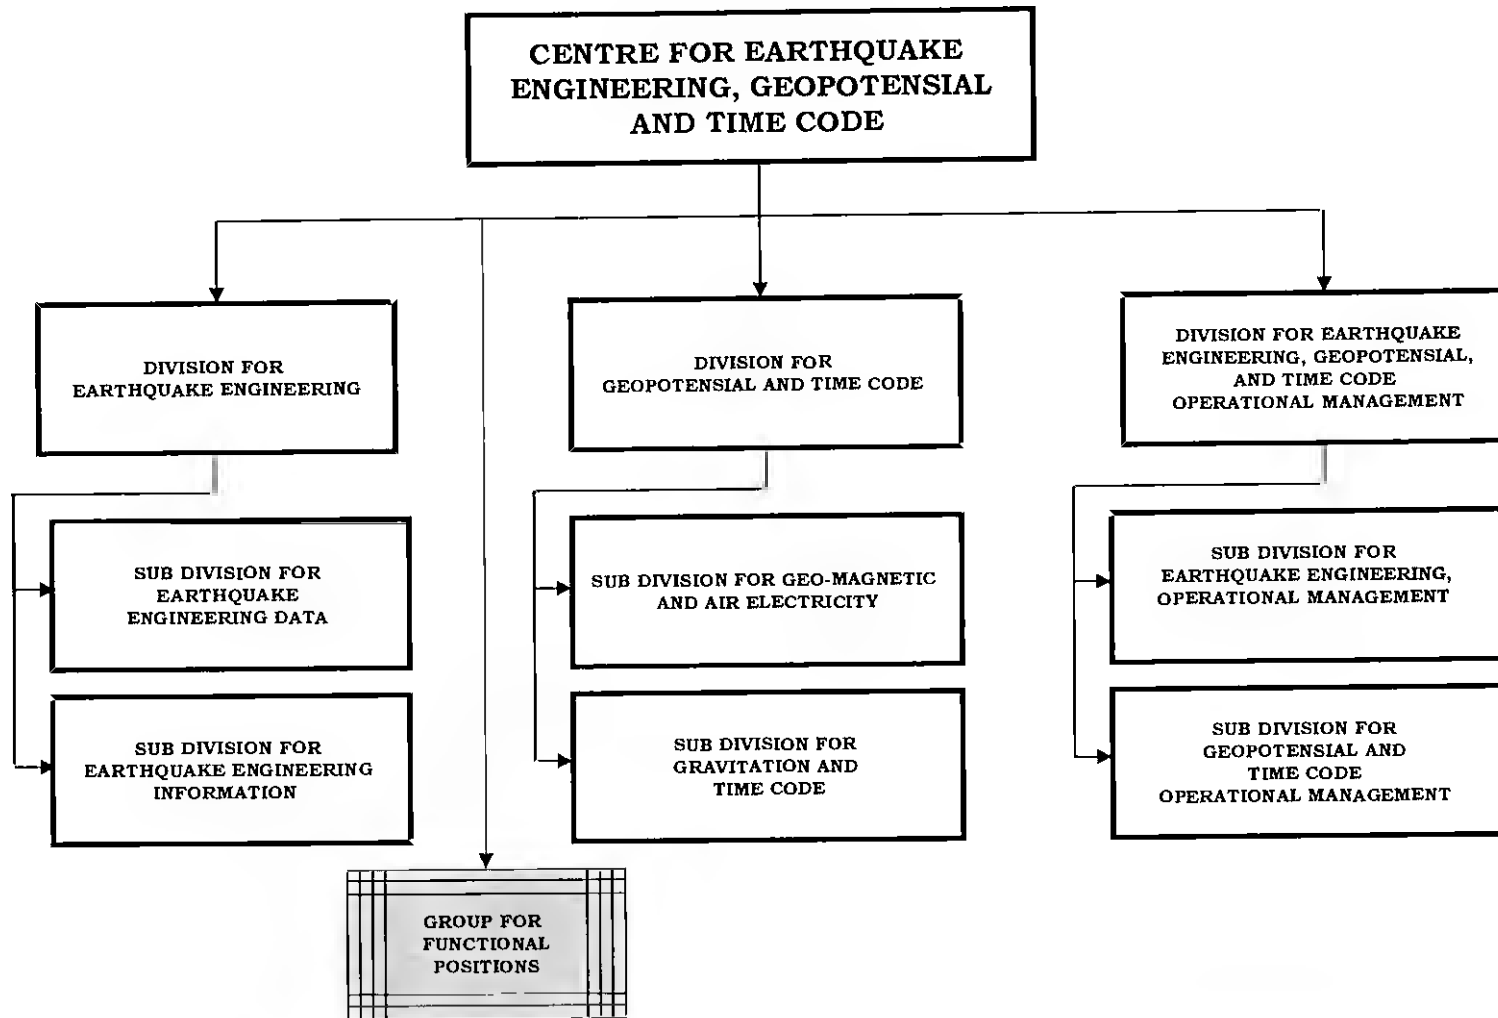 CENTRE FOR EARTHQUAKE
ENGINEERING, GEOPOTENSIAL
AND TIME CODE
DIVISION FOR
EARTHQUAKE ENGINEERING
DIVISION FOR
GEOPOTENSIAL AND TIME CODE
DIVISION FOR EARTHQUAKE
ENGINEERING, GEOPOTENSIAL,
AND TIME CODE
OPERATIONAL MANAGEMENT
SUB DIVISION FOR
EARTHQUAKE
ENGINEERING DATA
SUB DIVISION FOR GEO-MAGNETIC
AND AIR ELECTRICITY
SUB DIVISION FOR
EARTHQUAKE ENGINEERING,
OPERATIONAL MANAGEMENT
SUB DIVISION FOR
EARTHQUAKE ENGINEERING
INFORMATION
SUB DIVISION FOR
GRAVITATION AND
TIME CODE
SUB DIVISION FOR
GEOPOTENSIAL AND
TIME CODE
OPERATIONAL MANAGEMENT
GROUP FOR
FUNCTIONAL
POSITIONS